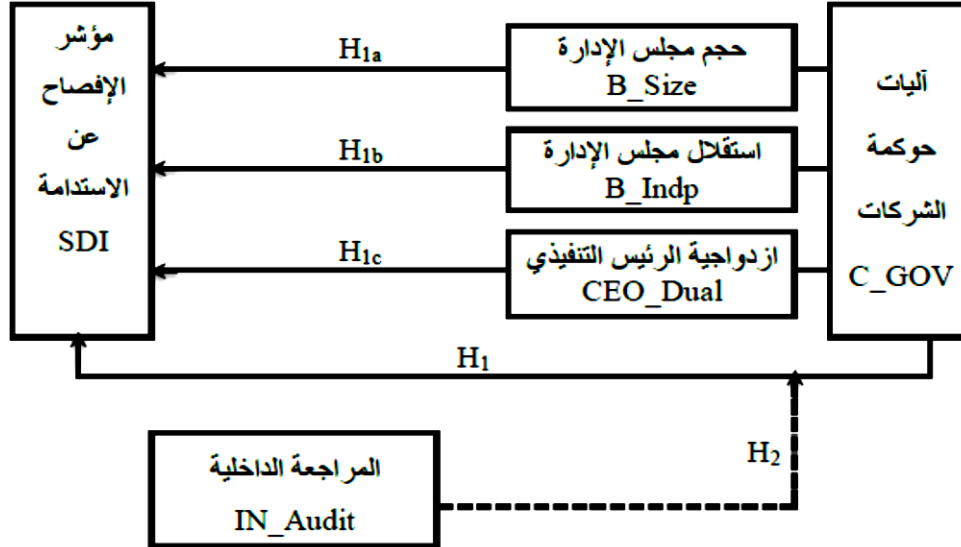 آليات
حوكمة
الشركات
C_GOV
حجم مجلس الإدارة
B_Size
استقلال مجلس الإدارة
B_Indp
ازدواجية الرئيس التنفيذي
CEO_Dual
H1a
H1b
H1c
مؤشر
الإفصاح
عن
الاستدامة
SDI
H1
H2
المراجعة الداخلية
IN_Audit